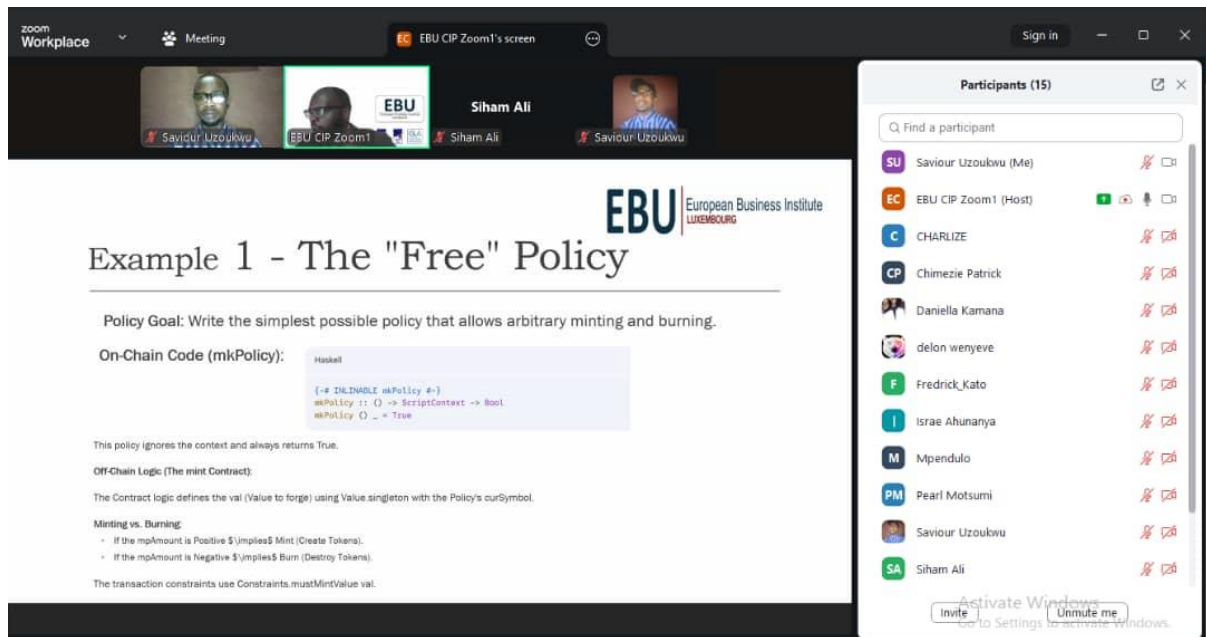 zoom
Workplace
Meeting
EC EBU CIP Zoom1's screen
Sign in
Saviour Uzoukwu
EBU
EBU CIP Zoom1
Siham Ali
Siham Ali
Saviour Uzoukwu
EBU European Business Institute
LUXEMBOURG
Example 1 - The "Free" Policy
Policy Goal: Write the simplest possible policy that allows arbitrary minting and burning.
On-Chain Code (mkPolicy):
Haskell
{-# INLINABLE mkPolicy #-}
mkPolicy :: () -> ScriptContext -> Bool
mkPolicy () _ = True
This policy ignores the context and always returns True.
Off-Chain Logic (The mint Contract):
The Contract logic defines the val (Value to forge) using Value.singleton with the Policy's curSymbol.
Minting vs. Burning:
- If the mpAmount is Positive $\implies$ Mint (Create Tokens).
- If the mpAmount is Negative $\implies$ Burn (Destroy Tokens).
The transaction constraints use Constraints.mustMintValue val.
Participants (15)
Find a participant
SU Saviour Uzoukwu (Me)
EC EBU CIP Zoom1 (Host)
C CHARLIZE
CP Chimezie Patrick
Daniella Kamana
delon wenyeve
F Fredrick_Kato
I Israe Ahunanya
M Mpendulo
PM Pearl Motsumi
Saviour Uzoukwu
SA Siham Ali
Invite
Unmute me
Activate Windows
Go to Settings to activate Windows.